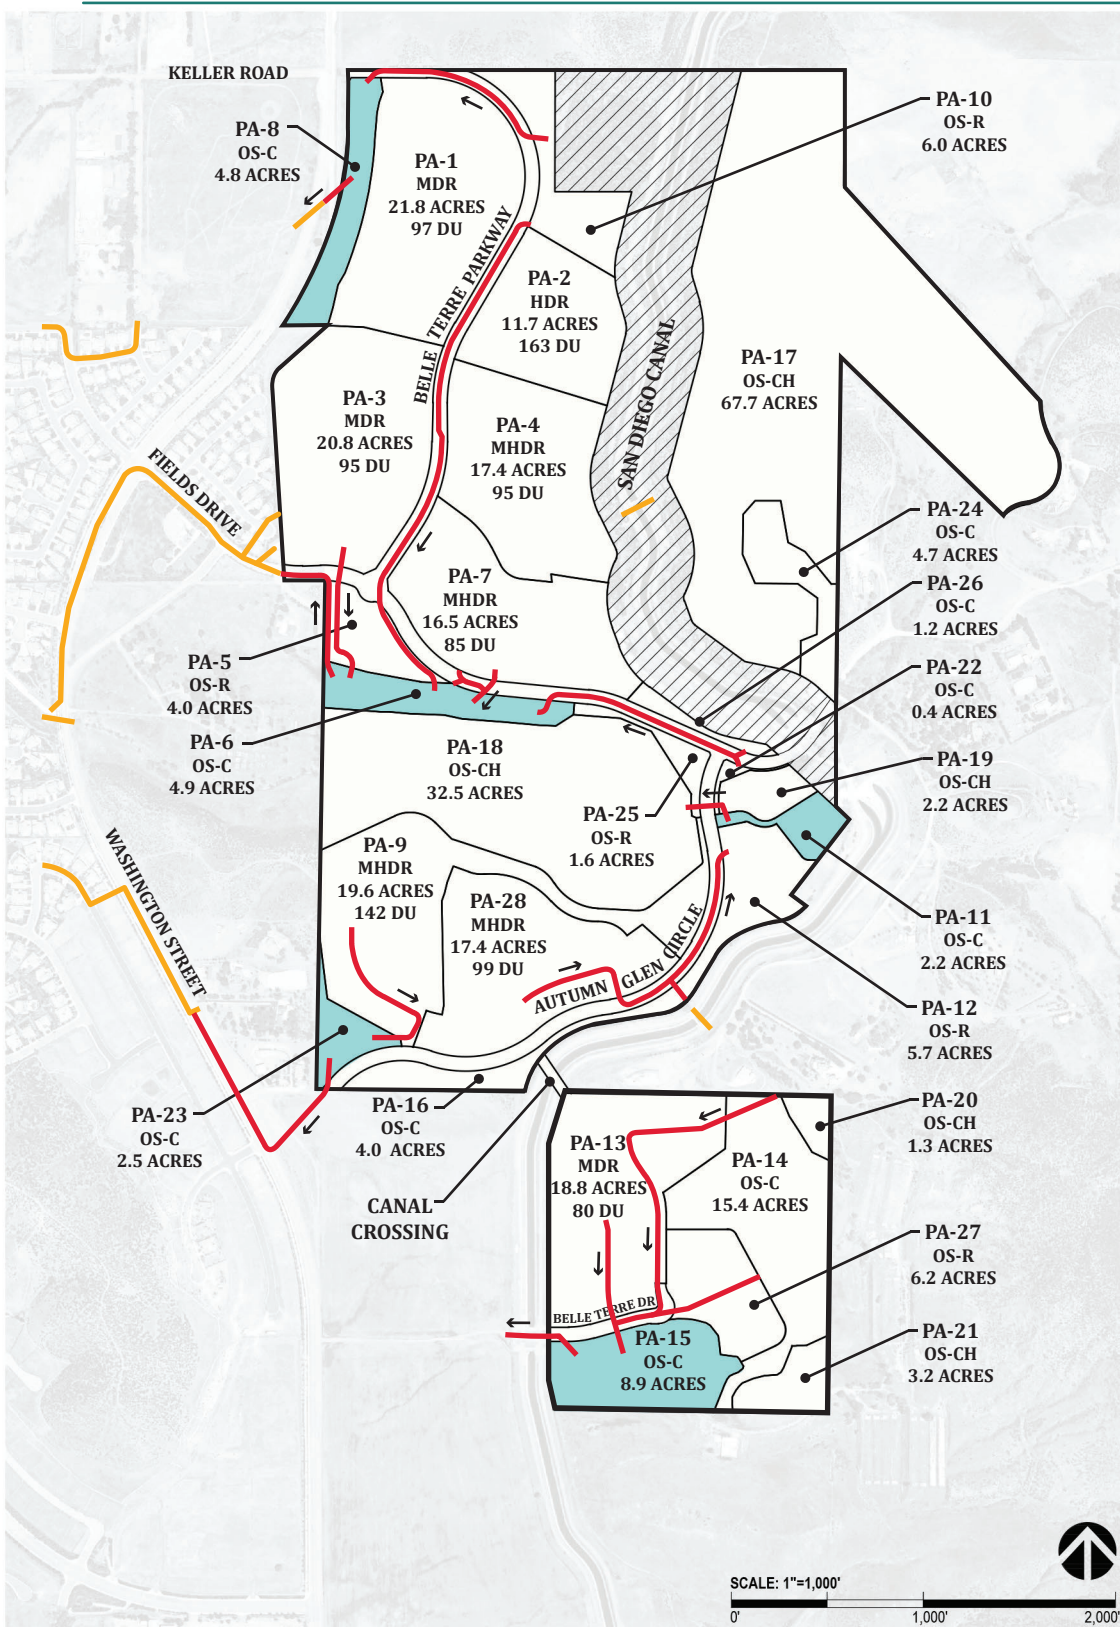 KELLER ROAD
PA-8
OS-C
4.8 ACRES
PA-1
MDR
21.8 ACRES
97 DU
PA-10
OS-R
6.0 ACRES
BELLE TERRE PARKWAY
PA-2
HDR
11.7 ACRES
163 DU
SAN DIEGO CANAL
PA-17
OS-CH
67.7 ACRES
PA-3
MDR
20.8 ACRES
95 DU
PA-4
MHDR
17.4 ACRES
95 DU
FIELDS DRIVE
PA-24
OS-C
4.7 ACRES
PA-7
MHDR
16.5 ACRES
85 DU
PA-26
OS-C
1.2 ACRES
PA-5
OS-R
4.0 ACRES
PA-22
OS-C
0.4 ACRES
PA-6
OS-C
4.9 ACRES
PA-18
OS-CH
32.5 ACRES
PA-19
OS-CH
2.2 ACRES
PA-25
OS-R
1.6 ACRES
WASHINGTON STREET
PA-9
MHDR
19.6 ACRES
142 DU
PA-28
MHDR
17.4 ACRES
99 DU
AUTUMN GLEN CIRCLE
PA-11
OS-C
2.2 ACRES
PA-12
OS-R
5.7 ACRES
PA-23
OS-C
2.5 ACRES
PA-16
OS-C
4.0 ACRES
PA-20
OS-CH
1.3 ACRES
PA-13
MDR
18.8 ACRES
80 DU
PA-14
OS-C
15.4 ACRES
CANAL
CROSSING
PA-27
OS-R
6.2 ACRES
BELLE TERRE DR
PA-15
OS-C
8.9 ACRES
PA-21
OS-CH
3.2 ACRES
SCALE: 1"=1,000'
0' 1,000' 2,000'